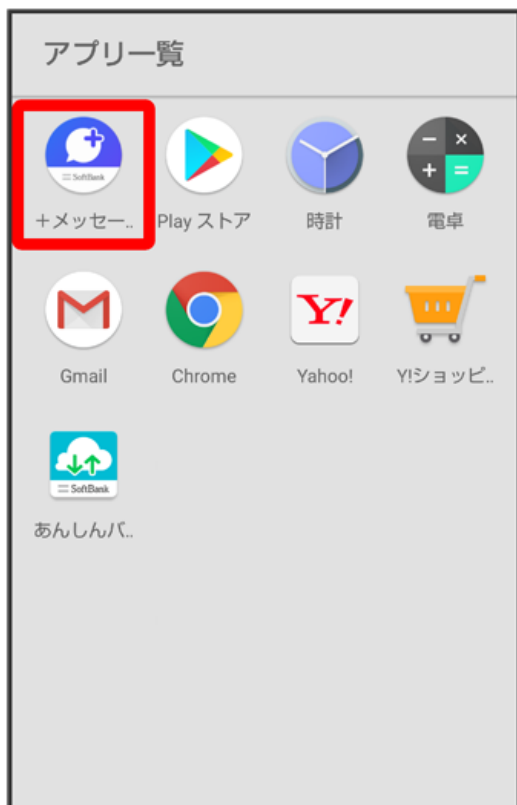 アプリ一覧
SoftBank
+メッセー..
Play ストア
時計
電卓
Gmail
Y!
Chrome
Yahoo!
Y!ショッピ..
SoftBank
あんしんバ..